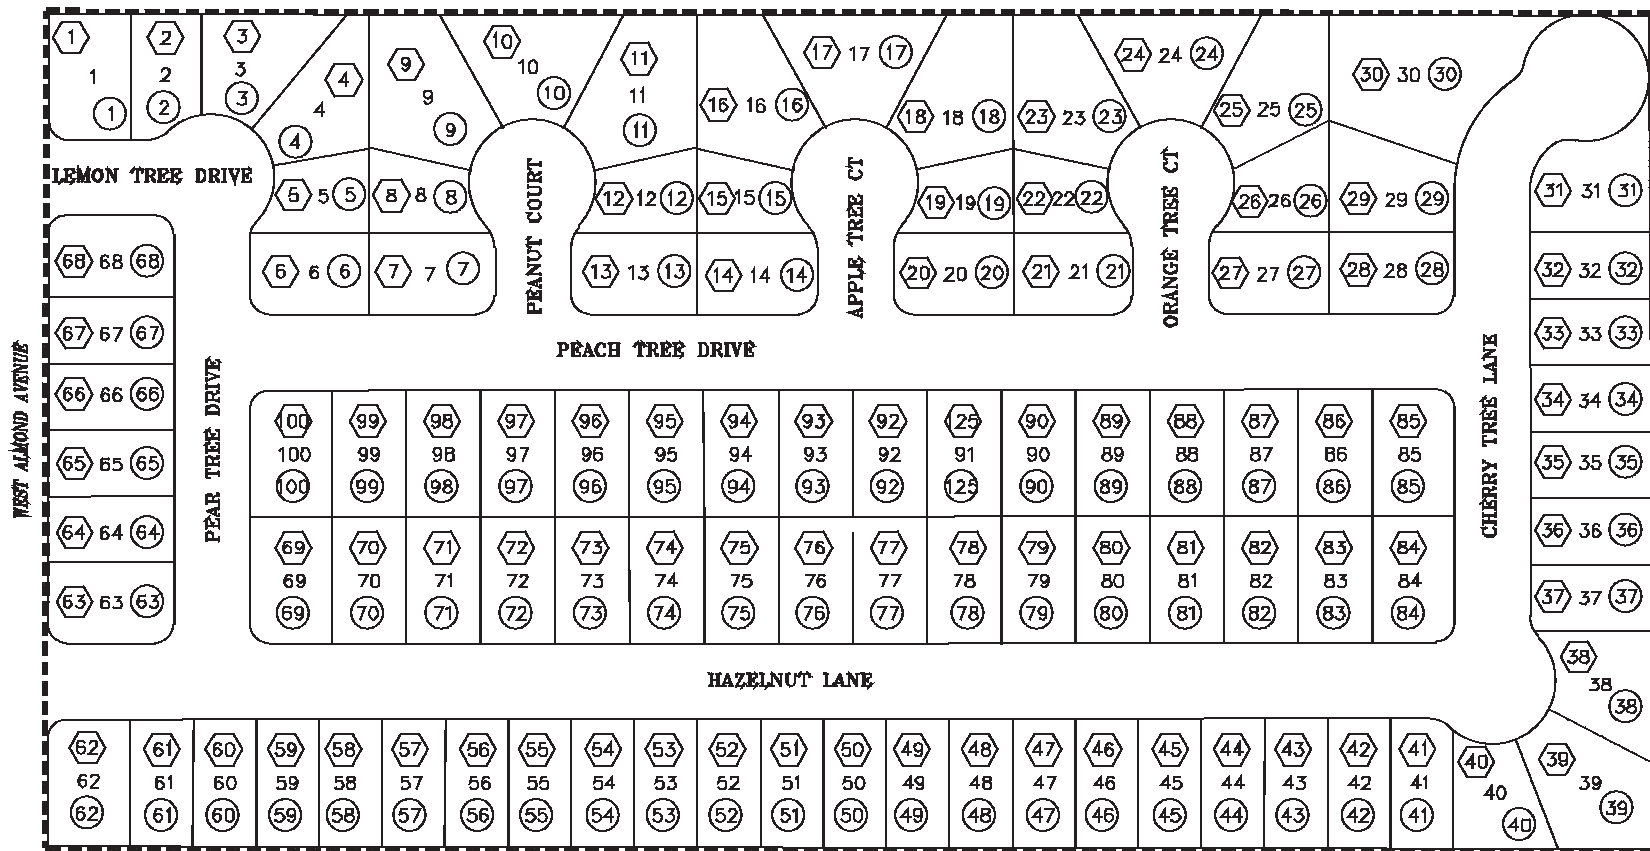 1 2 3 4 9 10 11 16 17 17 17 18 18 18 23 23 23 24 24 24 25 25 25 30 30 30
1 2 3 4 9 10 11 16 16
1 2 3 4 9 10 11
LEMON TREE DRIVE
5 5 5 8 8 8
PEANUT COURT
12 12 12 15 15 15
APPLE TREE CT
19 19 19 22 22 22
ORANGE TREE CT
26 26 26 29 29 29
31 31 31
6 6 6 7 7 7
13 13 13 14 14 14
20 20 20 21 21 21
27 27 27 28 28 28
32 32 32
68 68 68
67 67 67
66 66 66
65 65 65
64 64 64
63 63 63
WEST ALMOND AVENUE
PEAR TREE DRIVE
PEACH TREE DRIVE
CHERRY TREE LANE
33 33 33
34 34 34
35 35 35
36 36 36
37 37 37
100 99 98 97 96 95 94 93 92 125 90 89 88 87 86 85
100 99 98 97 96 95 94 93 92 91 90 89 88 87 86 85
100 99 98 97 96 95 94 93 92 125 90 89 88 87 86 85
69 70 71 72 73 74 75 76 77 78 79 80 81 82 83 84
69 70 71 72 73 74 75 76 77 78 79 80 81 82 83 84
69 70 71 72 73 74 75 76 77 78 79 80 81 82 83 84
HAZELNUT LANE
38
38
38
62 61 60 59 58 57 56 55 54 53 52 51 50 49 48 47 46 45 44 43 42 41 40 39
62 61 60 59 58 57 56 55 54 53 52 51 50 49 48 47 46 45 44 43 42 41 40 39
62 61 60 59 58 57 56 55 54 53 52 51 50 49 48 47 46 45 44 43 42 41 40 39